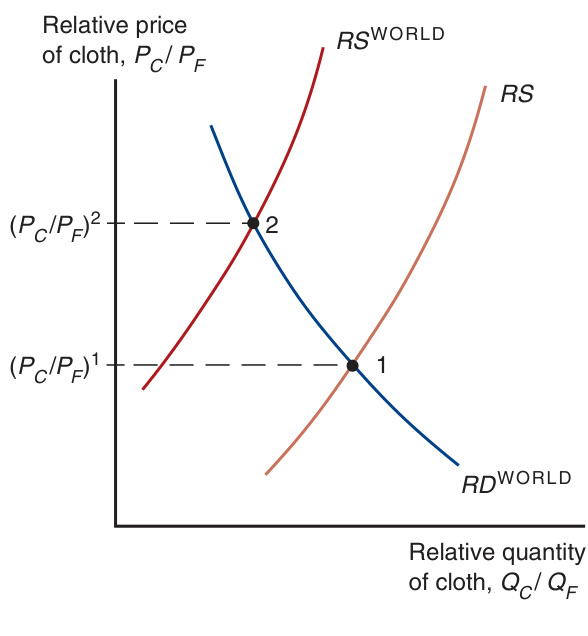 Relative price
of cloth, P_C / P_F
RS^WORLD
RS
(P_C/P_F)^2
2
(P_C/P_F)^1
1
RD^WORLD
Relative quantity
of cloth, Q_C / Q_F